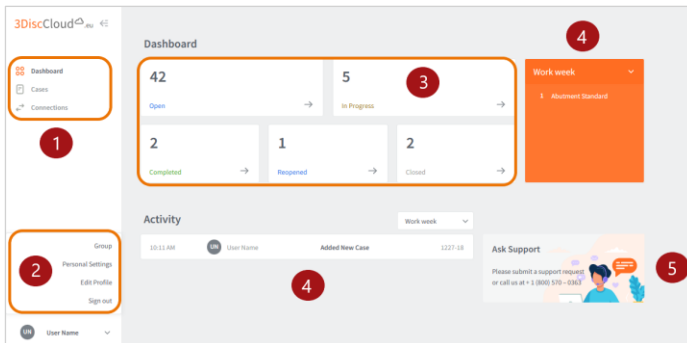 3DiscCloud .eu
Dashboard
Cases
Connections
1
Group
Personal Settings
Edit Profile
Sign out
2
UN User Name
Dashboard
42
Open
5
In Progress
3
2
Completed
1
Reopened
2
Closed
4
Work week
1 Abutment Standard
Activity
Work week
10:11 AM UN User Name Added New Case 1227-18
4
Ask Support
Please submit a support request
or call us at + 1 (800) 570 – 0363
5